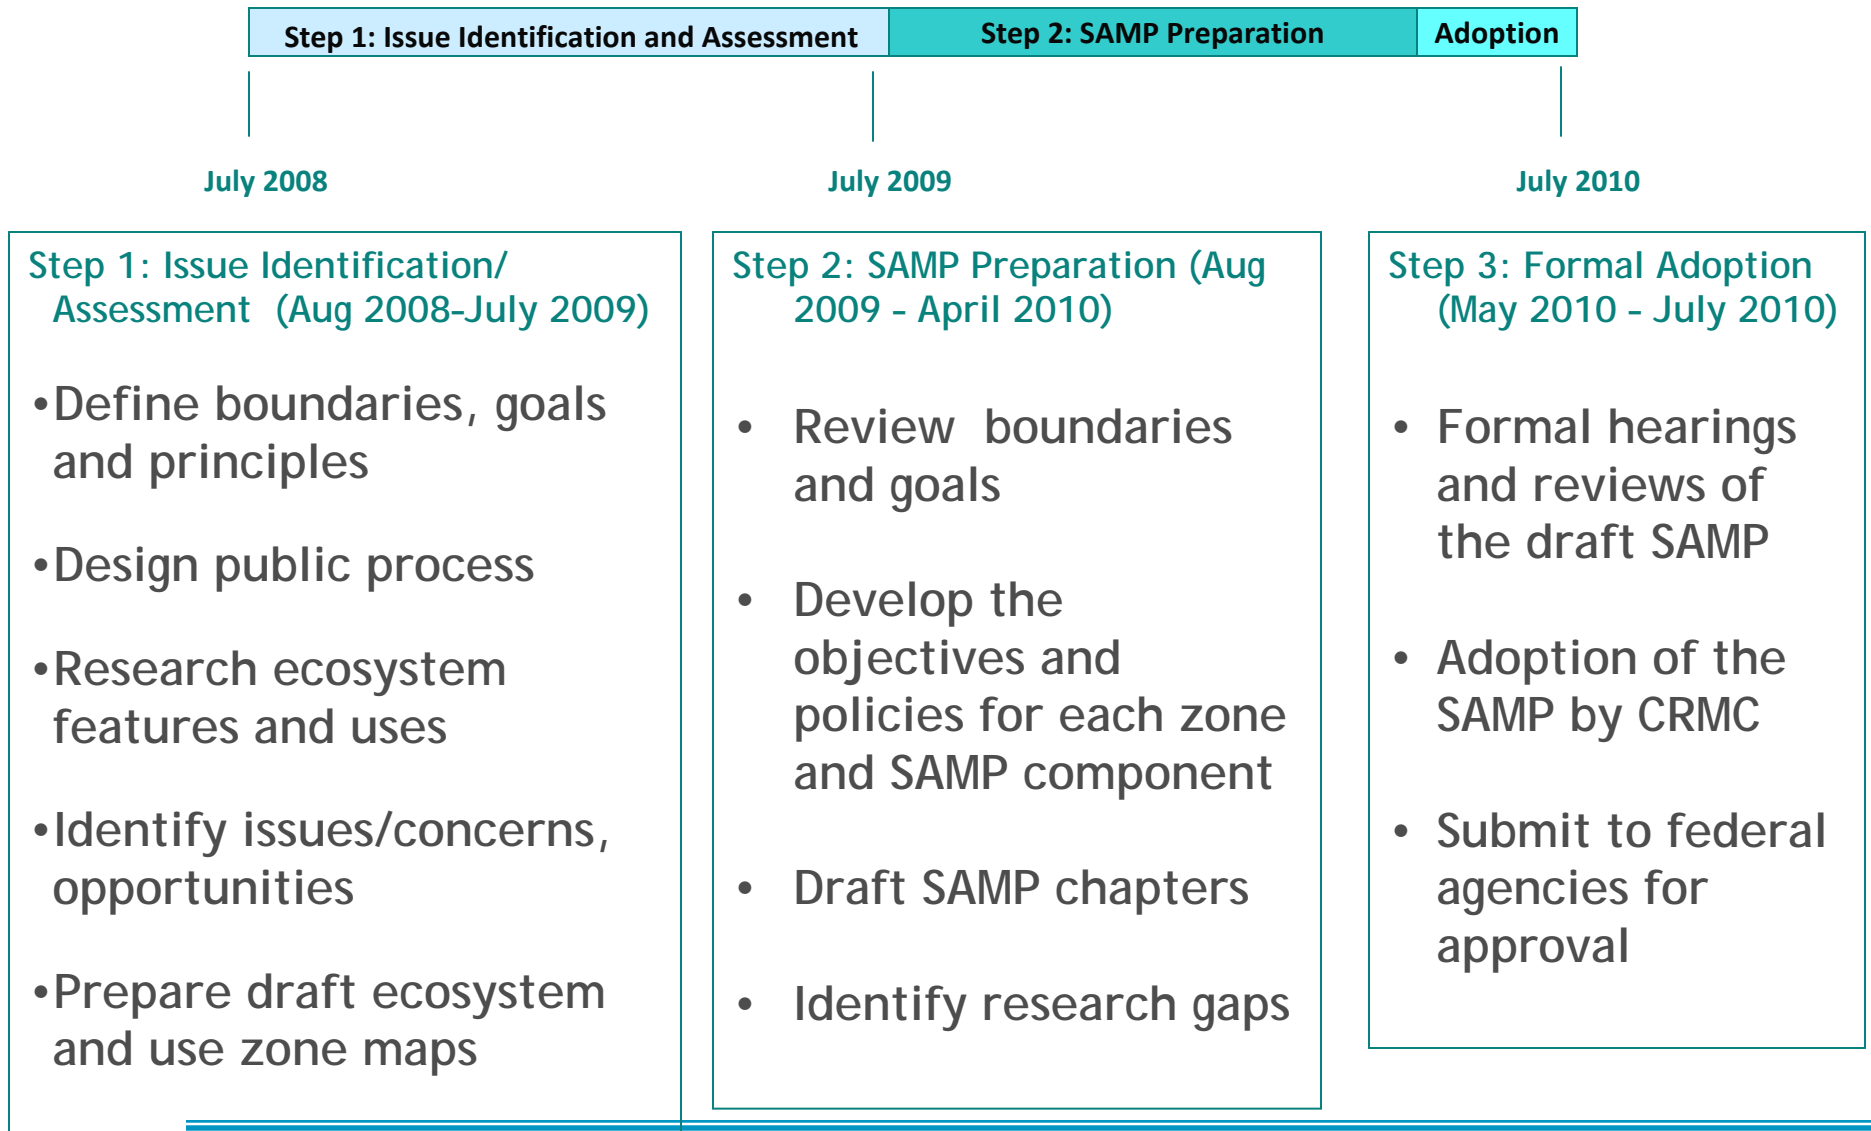 Step 1: Issue Identification and Assessment
Step 2: SAMP Preparation
Adoption
July 2008
July 2009
July 2010
Step 1: Issue Identification/
Assessment (Aug 2008-July 2009)
•Define boundaries, goals
and principles
•Design public process
•Research ecosystem
features and uses
•Identify issues/concerns,
opportunities
•Prepare draft ecosystem
and use zone maps
Step 2: SAMP Preparation (Aug
2009 - April 2010)
• Review boundaries
and goals
• Develop the
objectives and
policies for each zone
and SAMP component
• Draft SAMP chapters
• Identify research gaps
Step 3: Formal Adoption
(May 2010 - July 2010)
• Formal hearings
and reviews of
the draft SAMP
• Adoption of the
SAMP by CRMC
• Submit to federal
agencies for
approval